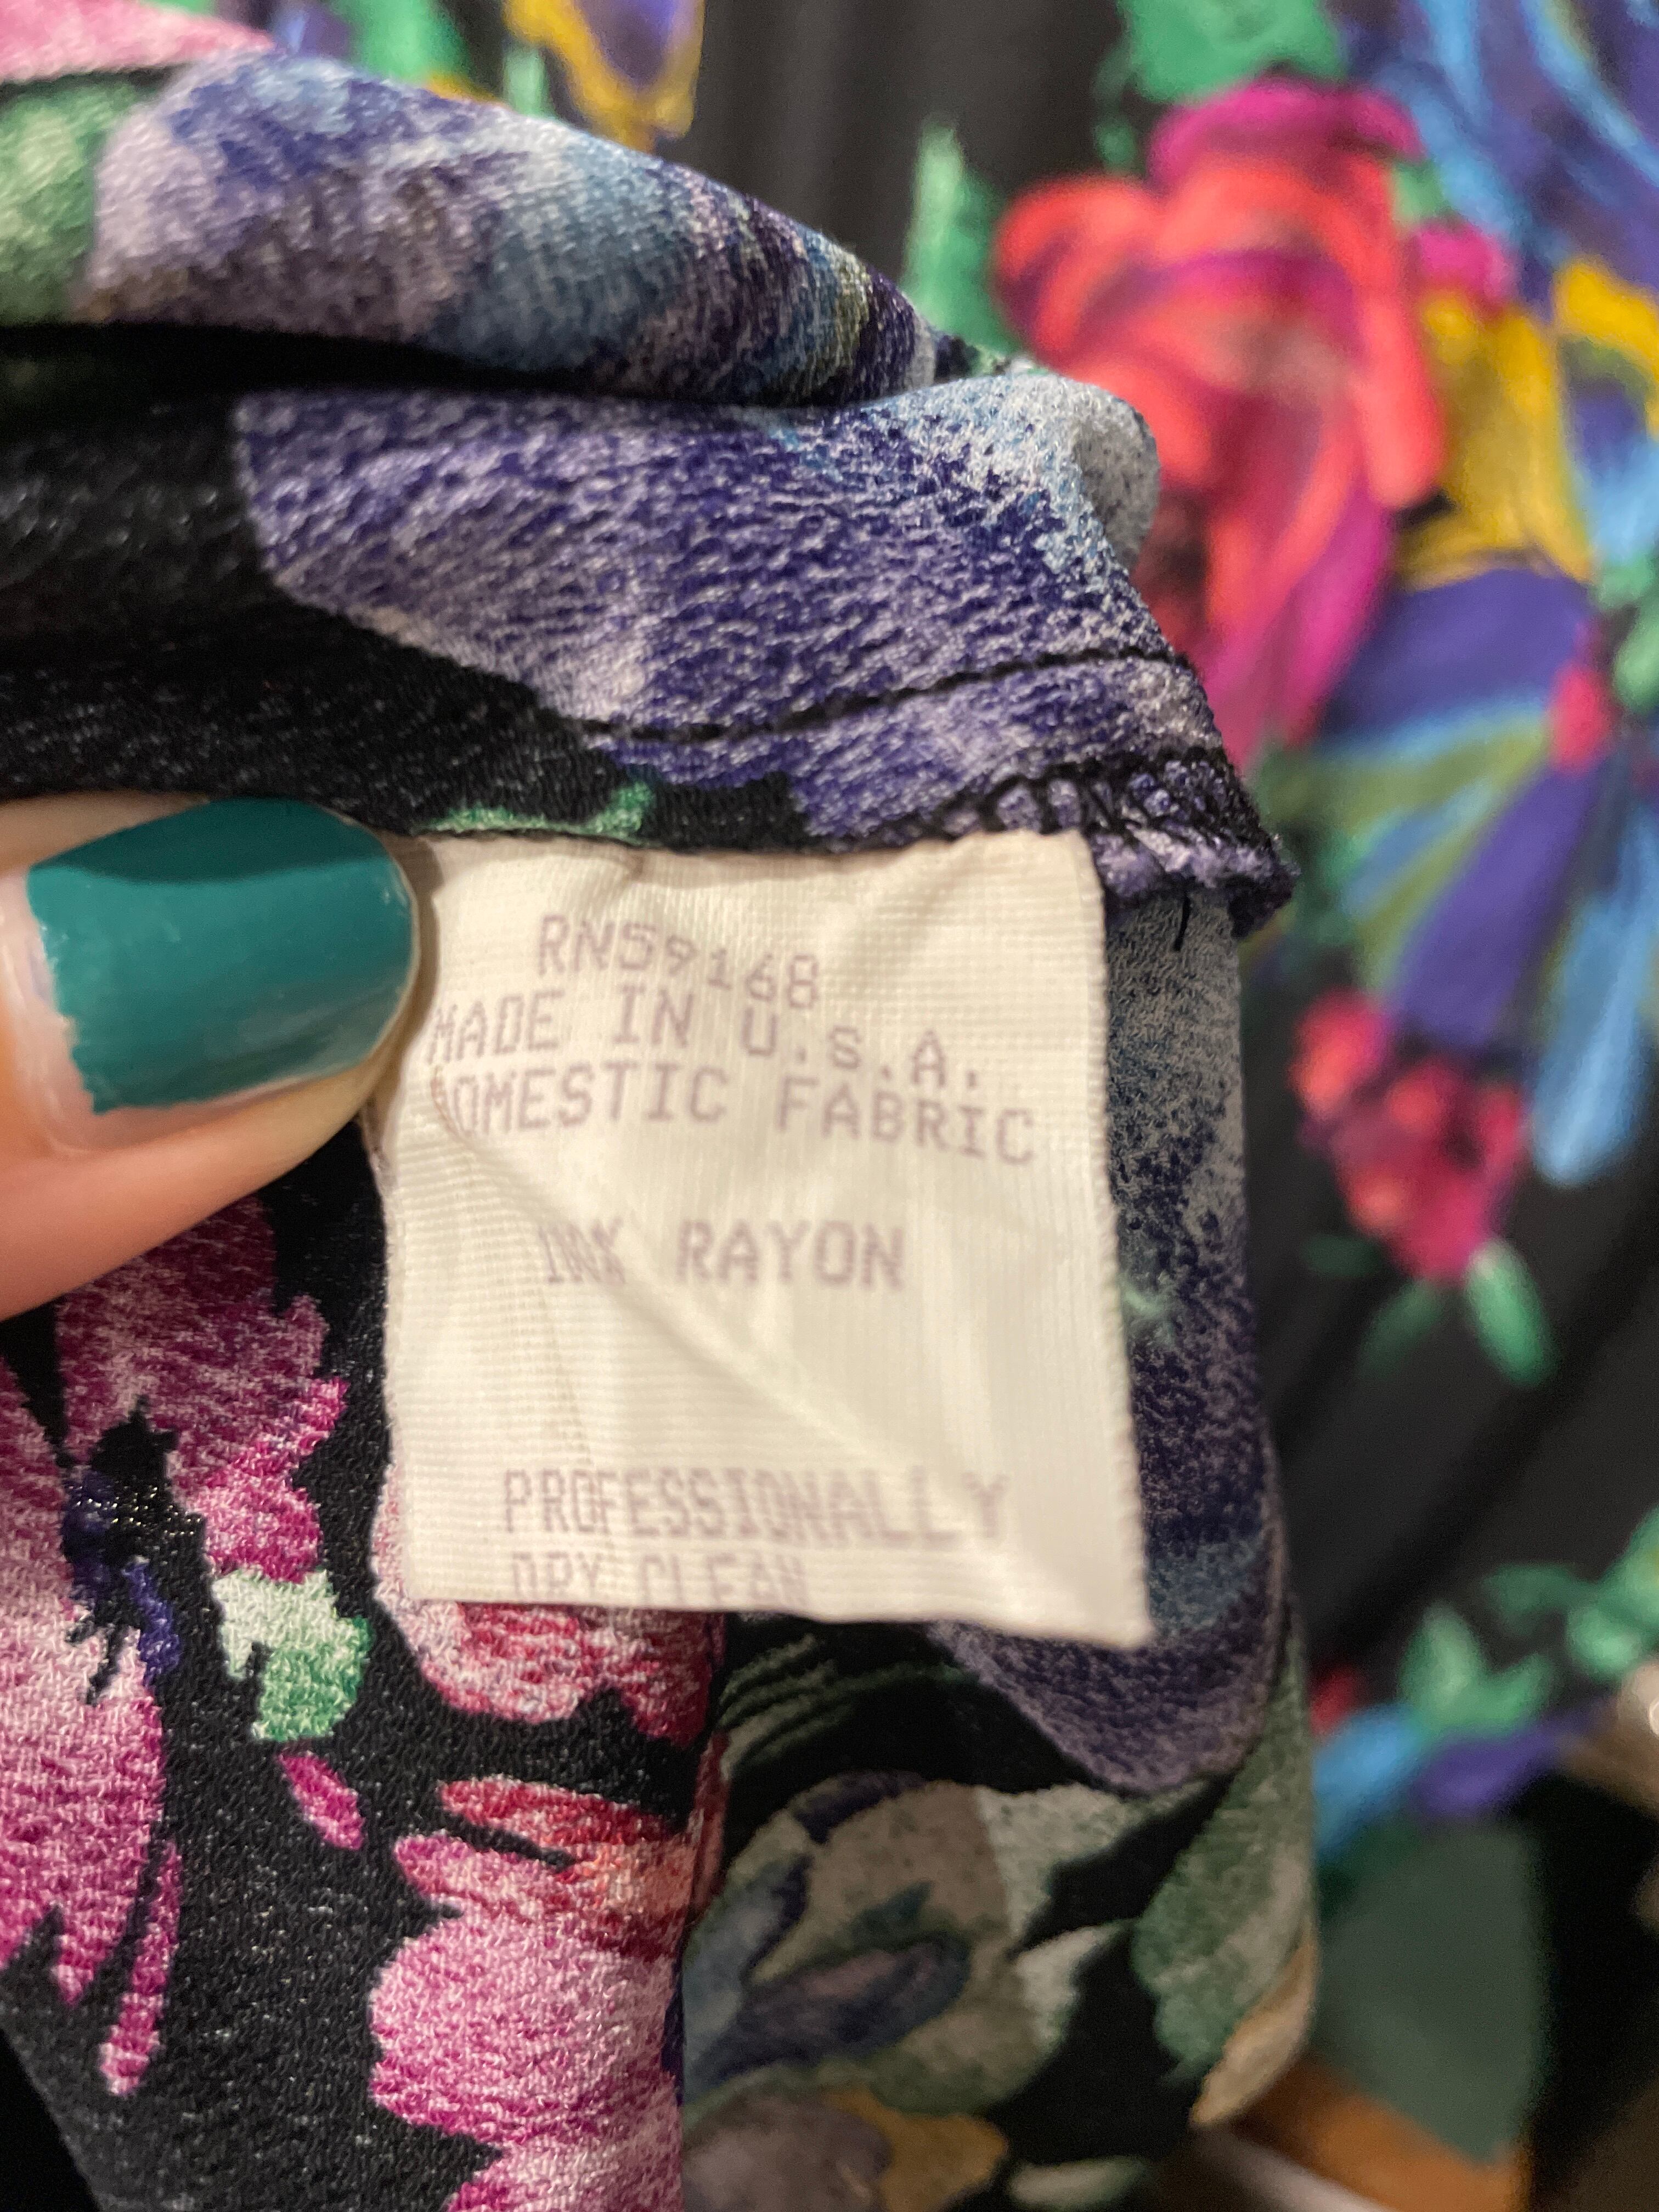 RN59168
MADE IN U.S.A.
DOMESTIC FABRIC
100% RAYON
PROFESSIONALLY
DRY CLEAN